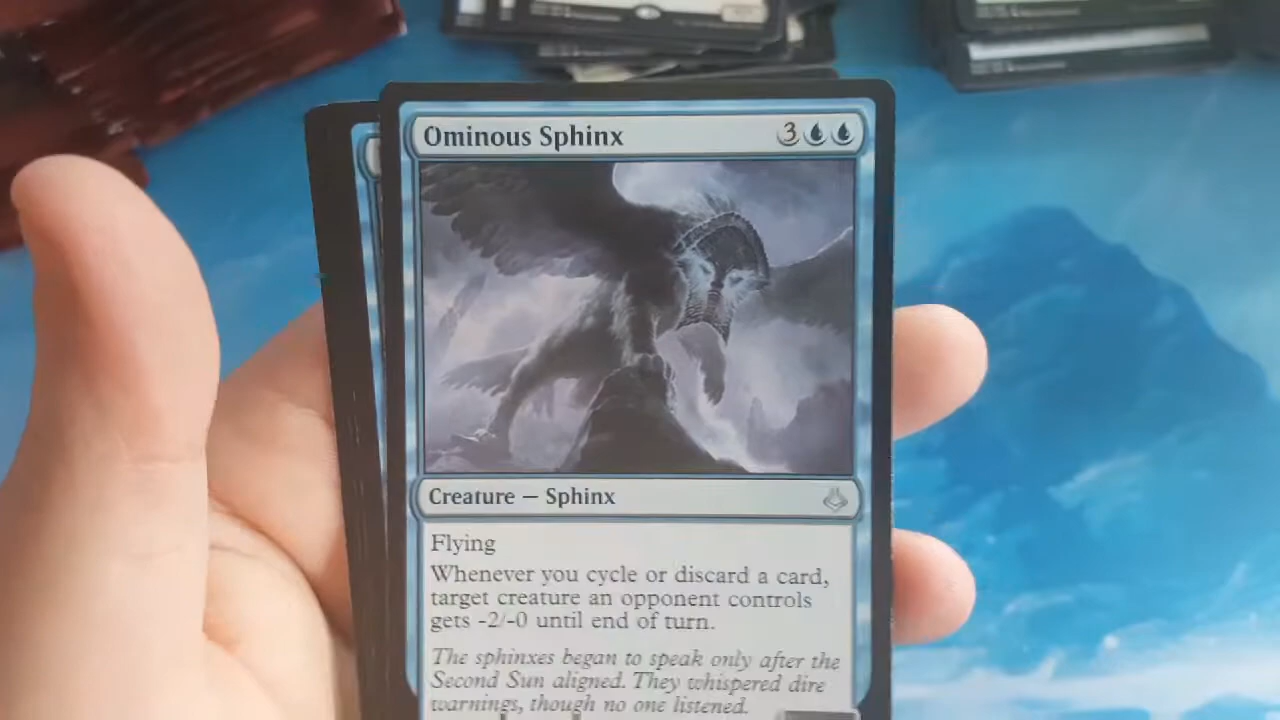 Ominous Sphinx 3
Creature — Sphinx
Flying
Whenever you cycle or discard a card,
target creature an opponent controls
gets -2/-0 until end of turn.
The sphinxes began to speak only after the
Second Sun aligned. They whispered dire
warnings, though no one listened.